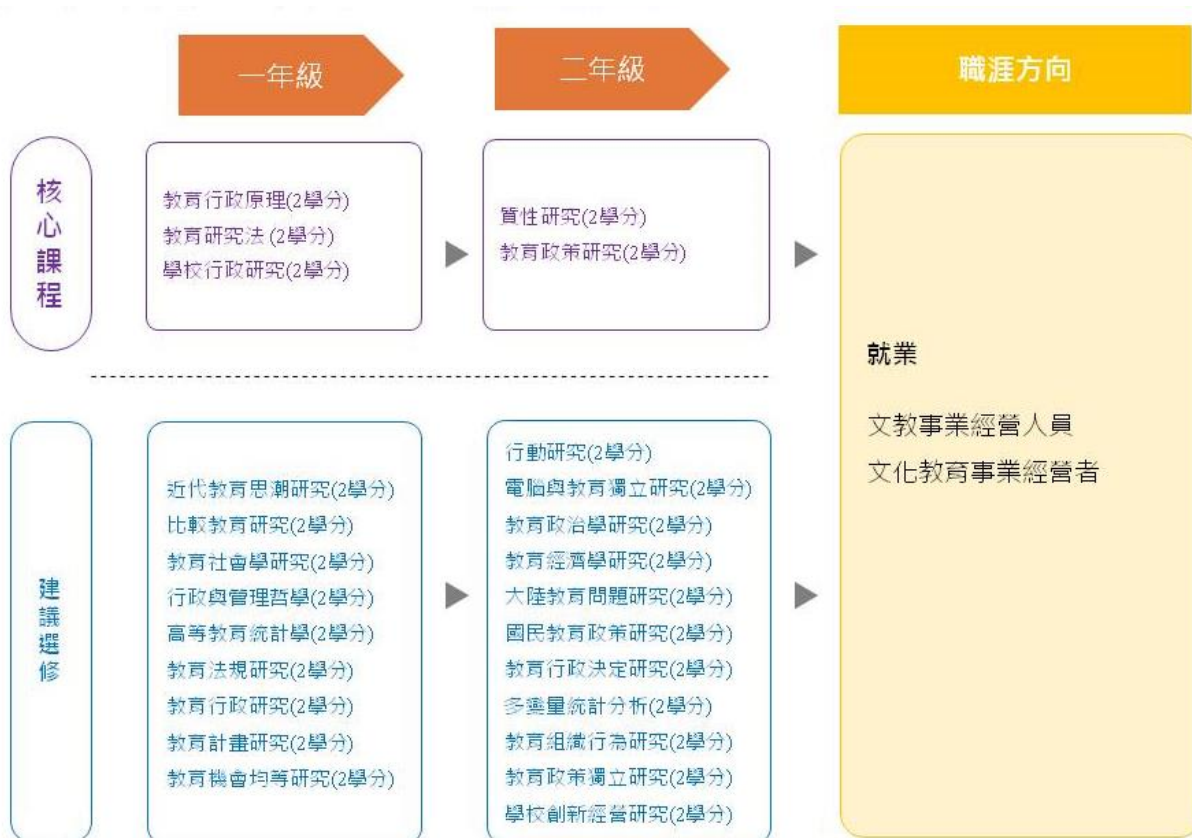 一年級
二年級
職涯方向
核心課程
教育行政原理(2學分)
教育研究法 (2學分)
學校行政研究(2學分)
質性研究(2學分)
教育政策研究(2學分)
就業
文教事業經營人員
文化教育事業經營者
建議選修
近代教育思潮研究(2學分)
比較教育研究(2學分)
教育社會學研究(2學分)
行政與管理哲學(2學分)
高等教育統計學(2學分)
教育法規研究(2學分)
教育行政研究(2學分)
教育計畫研究(2學分)
教育機會均等研究(2學分)
行動研究(2學分)
電腦與教育獨立研究(2學分)
教育政治學研究(2學分)
教育經濟學研究(2學分)
大陸教育問題研究(2學分)
國民教育政策研究(2學分)
教育行政決定研究(2學分)
多變量統計分析(2學分)
教育組織行為研究(2學分)
教育政策獨立研究(2學分)
學校創新經營研究(2學分)